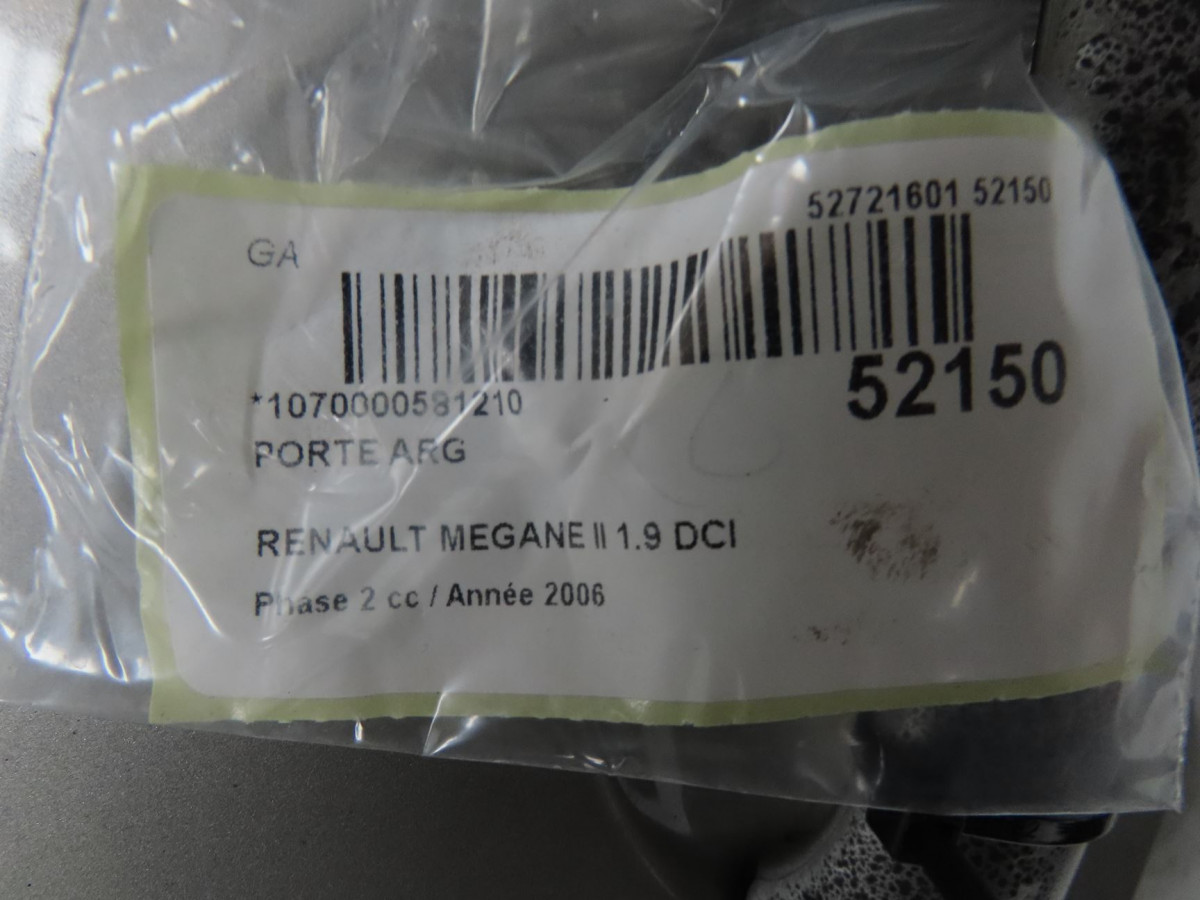 52721601 52150
GA
52150
*1070000581210
PORTE ARG
RENAULT MEGANE II 1.9 DCI
Phase 2 cc / Année 2006